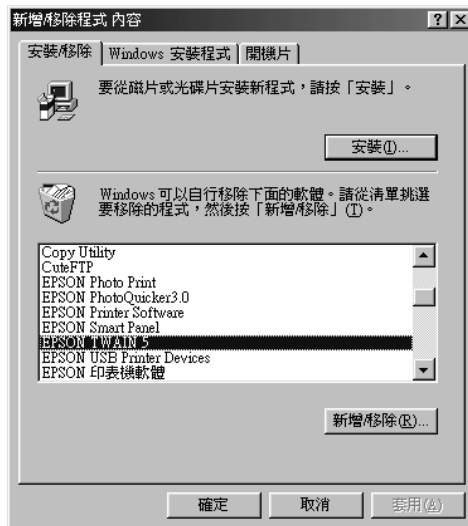 新增/移除程式 內容
安裝/移除
Windows 安裝程式
開機片
要從磁片或光碟片安裝新程式，請按「安裝」。
安裝(I)...
Windows 可以自行移除下面的軟體。請從清單挑選
要移除的程式，然後按「新增/移除」(T)。
Copy Utility
CuteFTP
EPSON Photo Print
EPSON PhotoQuicker3.0
EPSON Printer Software
EPSON Smart Panel
EPSON TWAIN 5
EPSON USB Printer Devices
EPSON 印表機軟體
新增/移除(R)...
確定
取消
套用(A)